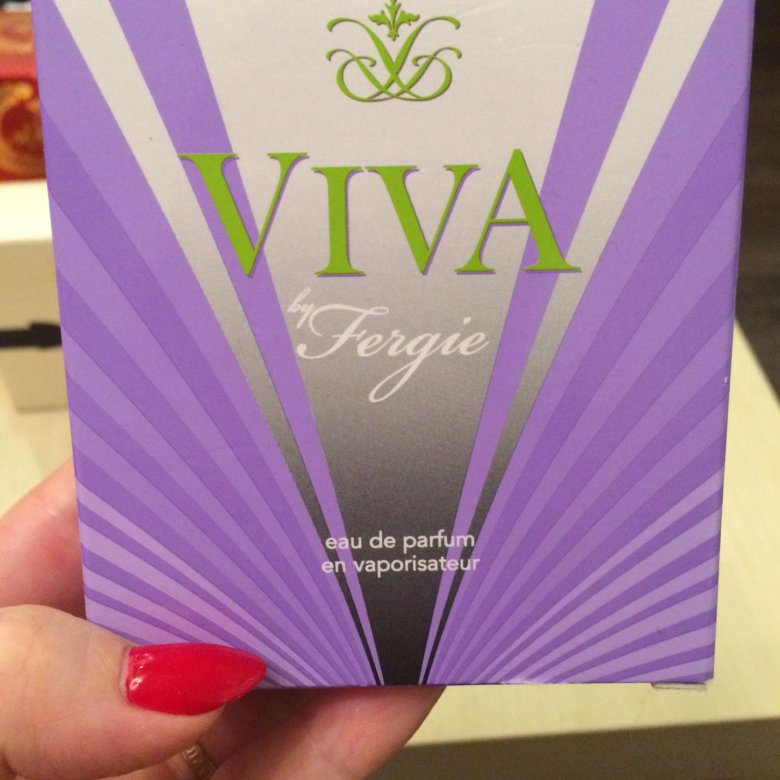 VIVA
by Fergie
eau de parfum
en vaporisateur